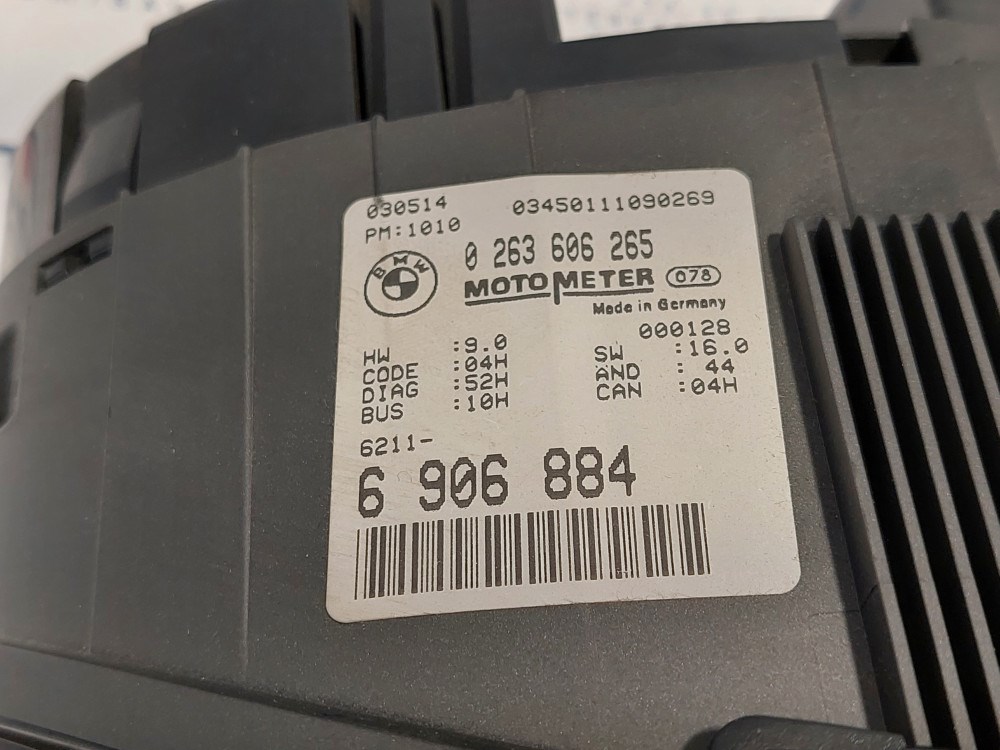 030514 03450111090269
PM:1010
BMW
0 263 606 265
MOTOMETER 078
Made in Germany
000128
HW :9.0 SW :16.0
CODE :04H AND : 44
DIAG :52H CAN :04H
BUS :10H
6211-
6 906 884